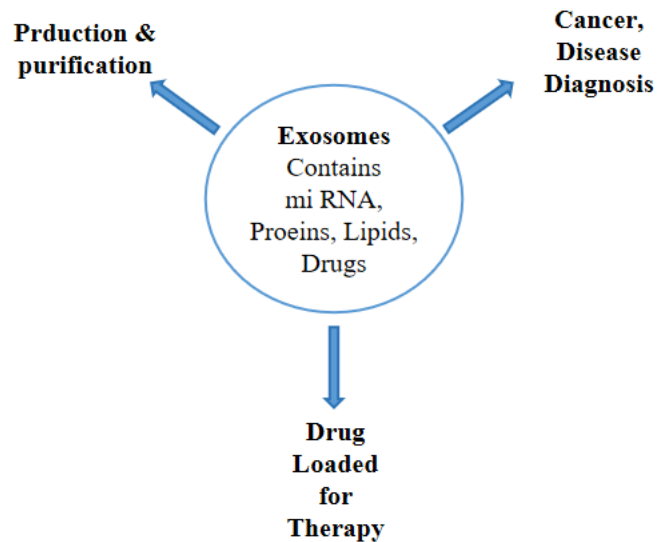 Prduction &
purification
Cancer,
Disease
Diagnosis
Exosomes
Contains
mi RNA,
Proeins, Lipids,
Drugs
Drug
Loaded
for
Therapy